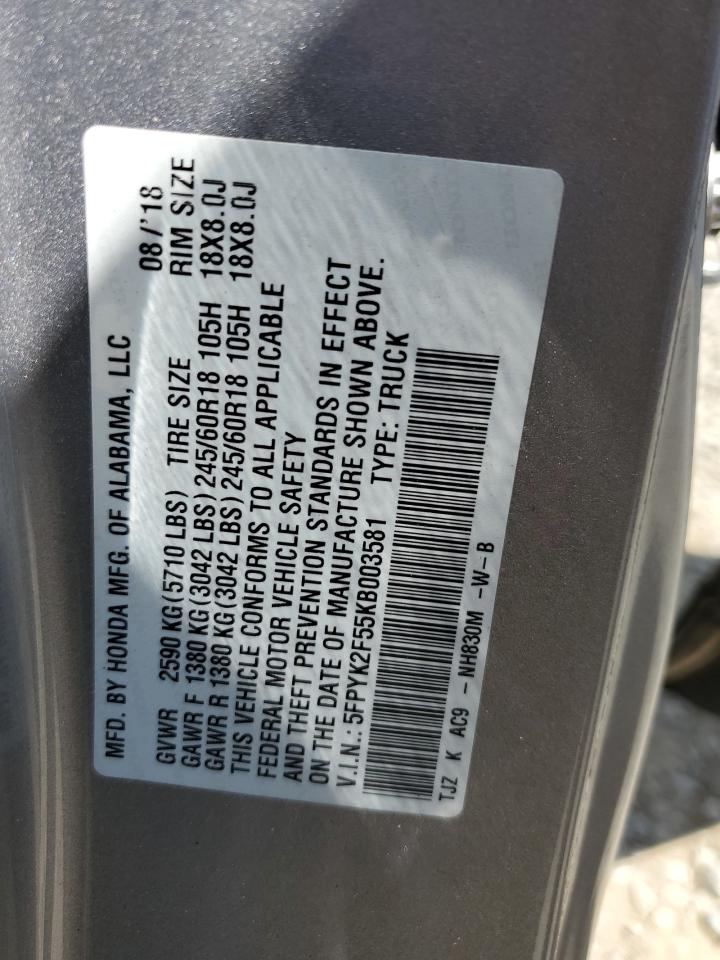 MFD. BY HONDA MFG. OF ALABAMA, LLC 08/'18
GVWR 2590 KG(5710 LBS) TIRE SIZE RIM SIZE
GAWR F 1380 KG(3042 LBS)245/60R18 105H 18X8.0J
GAWR R 1380 KG(3042 LBS)245/60R18 105H 18X8.0J
THIS VEHICLE CONFORMS TO ALL APPLICABLE
FEDERAL MOTOR VEHICLE SAFETY
AND THEFT PREVENTION STANDARDS IN EFFECT
ON THE DATE OF MANUFACTURE SHOWN ABOVE.
V.I.N.: 5FPYK2F55KB003581 TYPE: TRUCK
TJZ K AC9 - NH830M -W-B